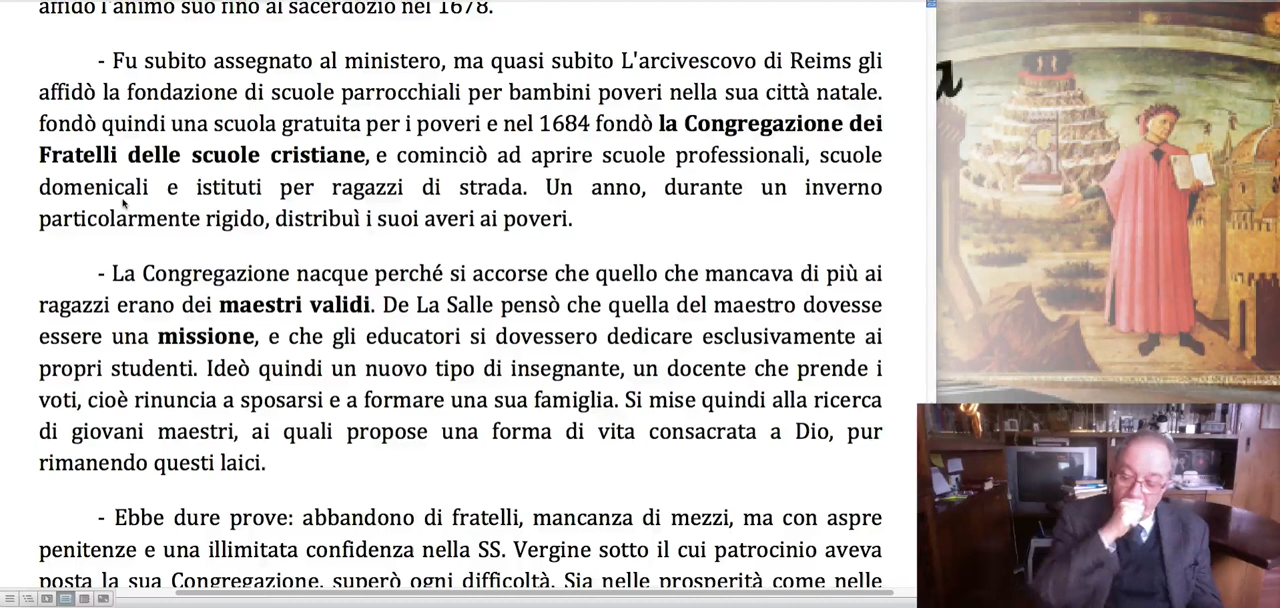 affidò l'animo suo fino al sacerdozio nel 1678.
- Fu subito assegnato al ministero, ma quasi subito L'arcivescovo di Reims gli
affidò la fondazione di scuole parrocchiali per bambini poveri nella sua città natale.
fondò quindi una scuola gratuita per i poveri e nel 1684 fondò la Congregazione dei
Fratelli delle scuole cristiane, e cominciò ad aprire scuole professionali, scuole
domenicali e istituti per ragazzi di strada. Un anno, durante un inverno
particolarmente rigido, distribuì i suoi averi ai poveri.
- La Congregazione nacque perché si accorse che quello che mancava di più ai
ragazzi erano dei maestri validi. De La Salle pensò che quella del maestro dovesse
essere una missione, e che gli educatori si dovessero dedicare esclusivamente ai
propri studenti. Ideò quindi un nuovo tipo di insegnante, un docente che prende i
voti, cioè rinuncia a sposarsi e a formare una sua famiglia. Si mise quindi alla ricerca
di giovani maestri, ai quali propose una forma di vita consacrata a Dio, pur
rimanendo questi laici.
- Ebbe dure prove: abbandono di fratelli, mancanza di mezzi, ma con aspre
penitenze e una illimitata confidenza nella SS. Vergine sotto il cui patrocinio aveva
posta la sua Congregazione, superò ogni difficoltà. Sia nelle prosperità come nelle